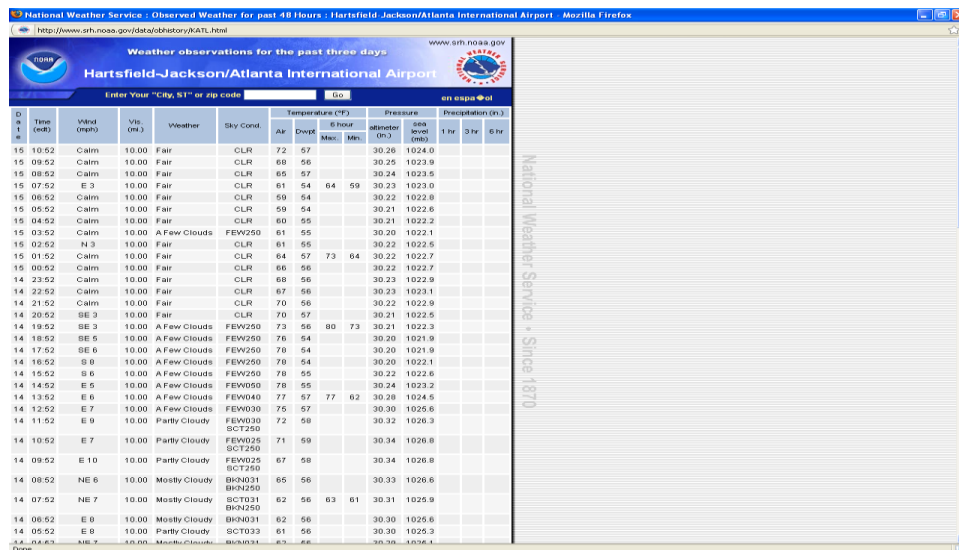 National Weather Service : Observed Weather for past 48 Hours : Hartsfield-Jackson/Atlanta International Airport - Mozilla Firefox
http://www.srh.noaa.gov/data/obhistory/KATL.html
www.srh.noaa.gov
NOAA
Weather observations for the past three days
Hartsfield-Jackson/Atlanta International Airport
Enter Your "City, ST" or zip code Go en espa�ol
Date Time (edt) Wind (mph) Vis. (mi.) Weather Sky Cond. Temperature (°F) Pressure Precipitation (in.)
Air Dwpt 6 hour altimeter (in.) sea level (mb) 1 hr 3 hr 6 hr
Max. Min.
15 10:52 Calm 10.00 Fair CLR 72 57 30.26 1024.0
15 09:52 Calm 10.00 Fair CLR 68 56 30.25 1023.9
15 08:52 Calm 10.00 Fair CLR 65 57 30.24 1023.5
15 07:52 E 3 10.00 Fair CLR 61 54 64 59 30.23 1023.0
15 06:52 Calm 10.00 Fair CLR 59 54 30.22 1022.8
15 05:52 Calm 10.00 Fair CLR 59 54 30.21 1022.6
15 04:52 Calm 10.00 Fair CLR 60 55 30.21 1022.2
15 03:52 Calm 10.00 A Few Clouds FEW250 61 55 30.20 1022.1
15 02:52 N 3 10.00 Fair CLR 61 55 30.22 1022.5
15 01:52 Calm 10.00 Fair CLR 64 57 73 64 30.22 1022.7
15 00:52 Calm 10.00 Fair CLR 66 56 30.22 1022.7
14 23:52 Calm 10.00 Fair CLR 68 56 30.23 1022.9
14 22:52 Calm 10.00 Fair CLR 67 56 30.23 1023.1
14 21:52 Calm 10.00 Fair CLR 70 56 30.22 1022.9
14 20:52 SE 3 10.00 Fair CLR 70 57 30.21 1022.5
14 19:52 SE 3 10.00 A Few Clouds FEW250 73 56 80 73 30.21 1022.3
14 18:52 SE 5 10.00 A Few Clouds FEW250 76 54 30.20 1021.9
14 17:52 SE 6 10.00 A Few Clouds FEW250 78 54 30.20 1021.9
14 16:52 S 8 10.00 A Few Clouds FEW250 78 54 30.20 1022.1
14 15:52 S 6 10.00 A Few Clouds FEW250 78 55 30.22 1022.6
14 14:52 E 5 10.00 A Few Clouds FEW050 78 55 30.24 1023.2
14 13:52 E 6 10.00 A Few Clouds FEW040 77 57 77 62 30.28 1024.5
14 12:52 E 7 10.00 A Few Clouds FEW030 75 57 30.30 1025.6
14 11:52 E 9 10.00 Partly Cloudy FEW030 SCT250 72 58 30.32 1026.3
14 10:52 E 7 10.00 Partly Cloudy FEW025 SCT250 71 59 30.34 1026.8
14 09:52 E 10 10.00 Partly Cloudy FEW025 SCT250 67 58 30.34 1026.8
14 08:52 NE 6 10.00 Mostly Cloudy BKN031 BKN250 65 56 30.33 1026.6
14 07:52 NE 7 10.00 Mostly Cloudy SCT031 BKN250 62 56 63 61 30.31 1025.9
14 06:52 E 8 10.00 Mostly Cloudy BKN031 62 56 30.30 1025.6
14 05:52 E 8 10.00 Partly Cloudy SCT033 61 56 30.30 1025.3
14 04:52 NE 7 10.00 Mostly Cloudy BKN031
National Weather Service • Since 1870
Done